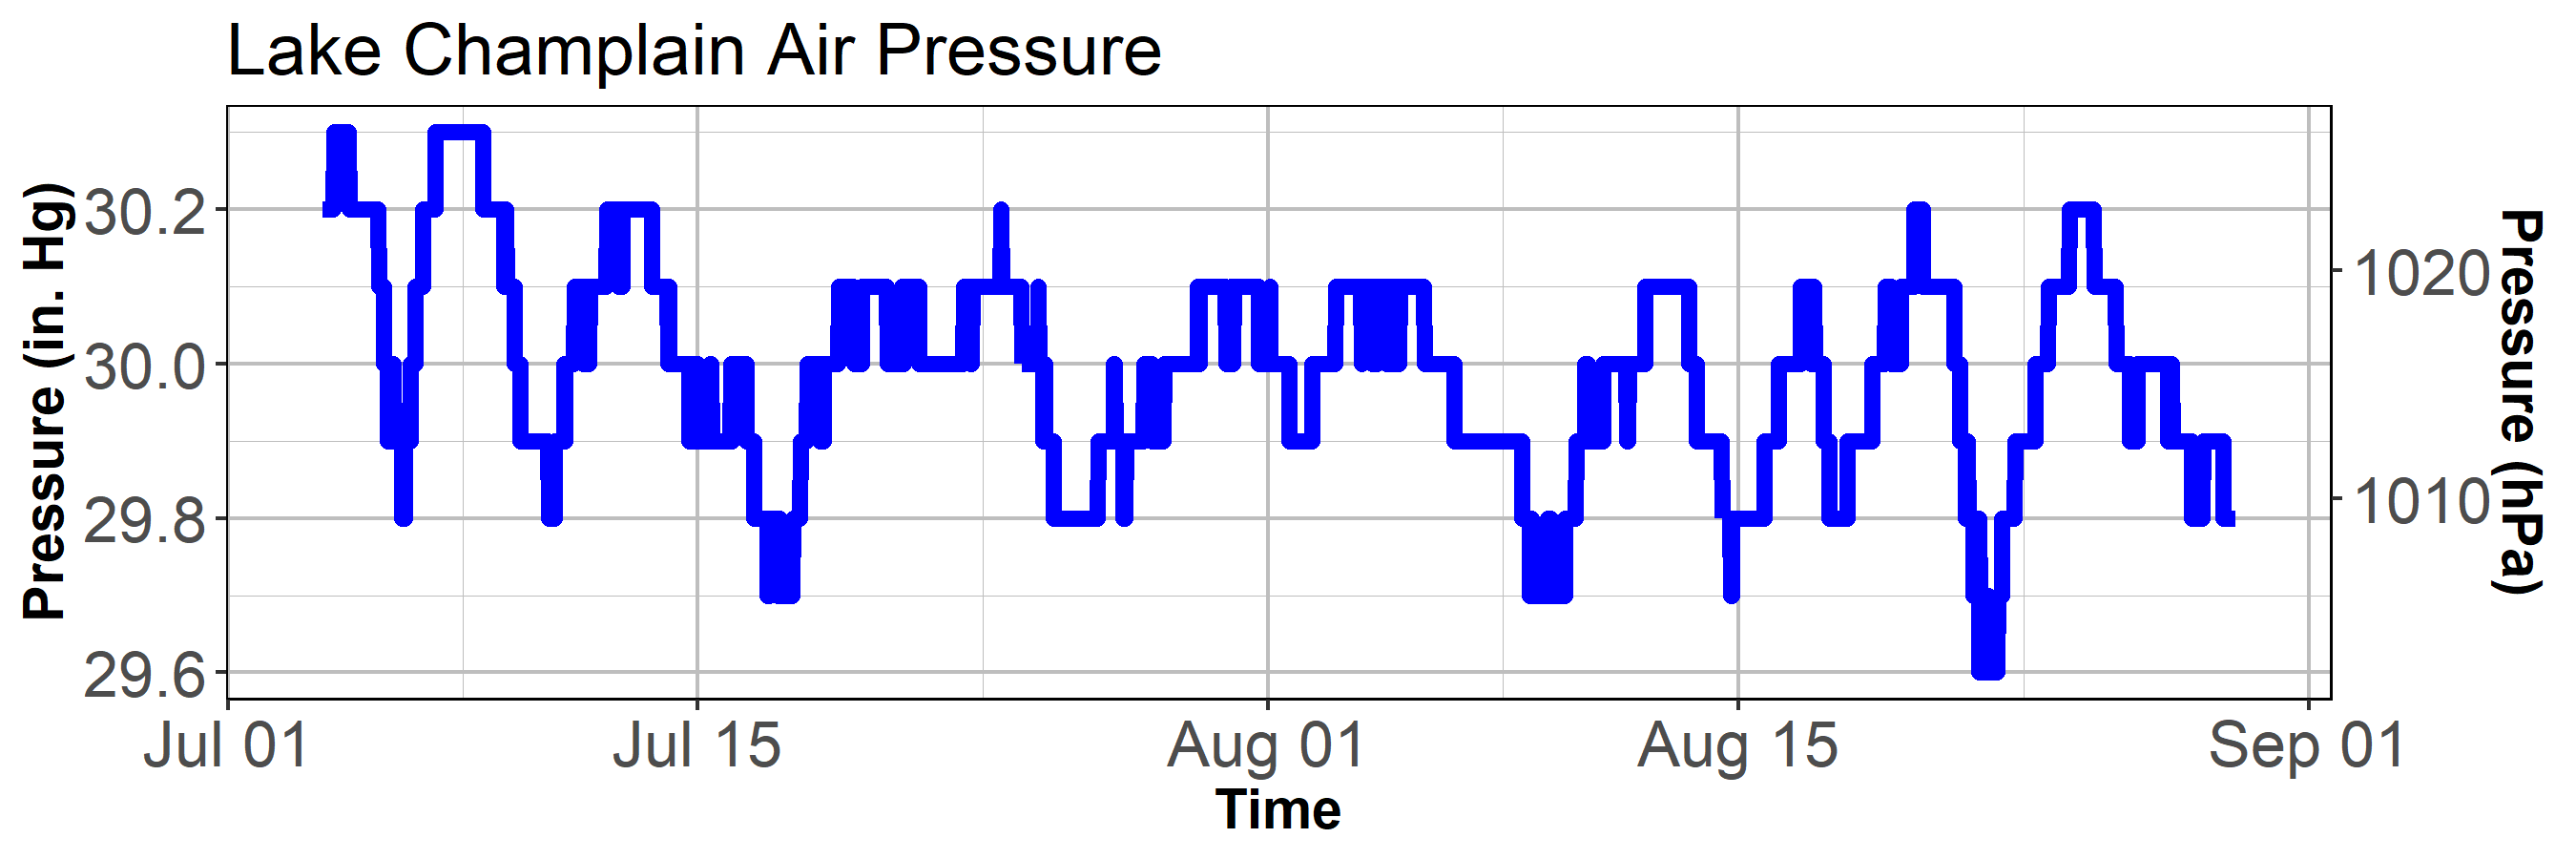 Lake Champlain Air Pressure
Pressure (in. Hg)
30.2
30.0
29.8
29.6
1020
1010
Pressure (hPa)
Jul 01
Jul 15
Aug 01
Aug 15
Sep 01
Time